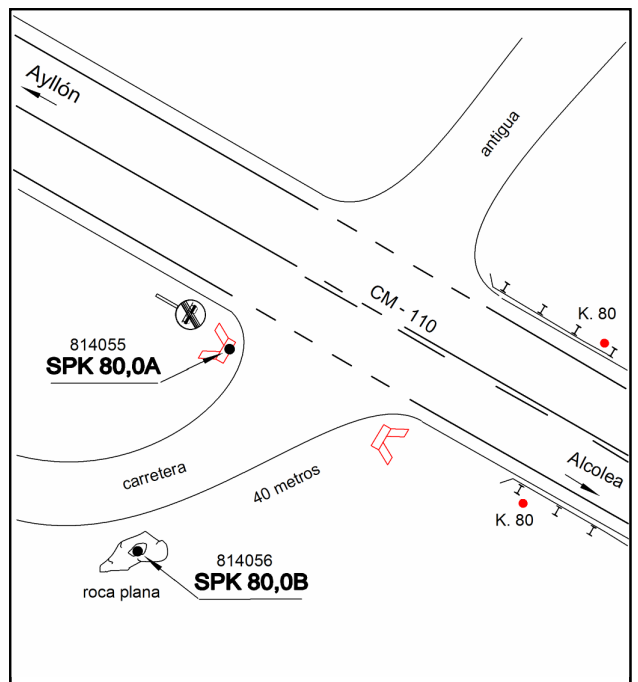 Ayllón
antigua
CM - 110
K. 80
814055
SPK 80,0A
Alcolea
carretera
40 metros
K. 80
814056
SPK 80,0B
roca plana